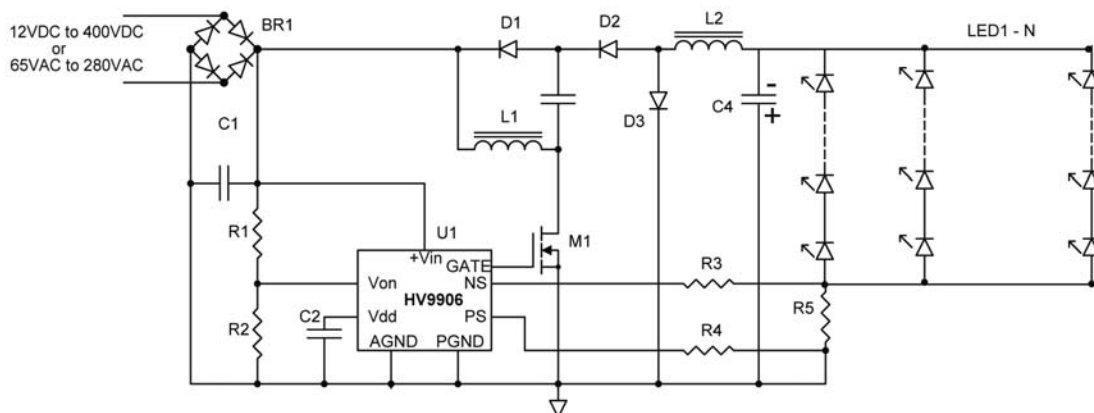 12VDC to 400VDC
or
65VAC to 280VAC
BR1
D1
D2
L2
LED1 - N
C1
L1
D3
C4
-
+
R1
U1
M1
+Vin
GATE
Von
NS
HV9906
R3
R5
C2
Vdd
PS
R2
R4
AGND
PGND